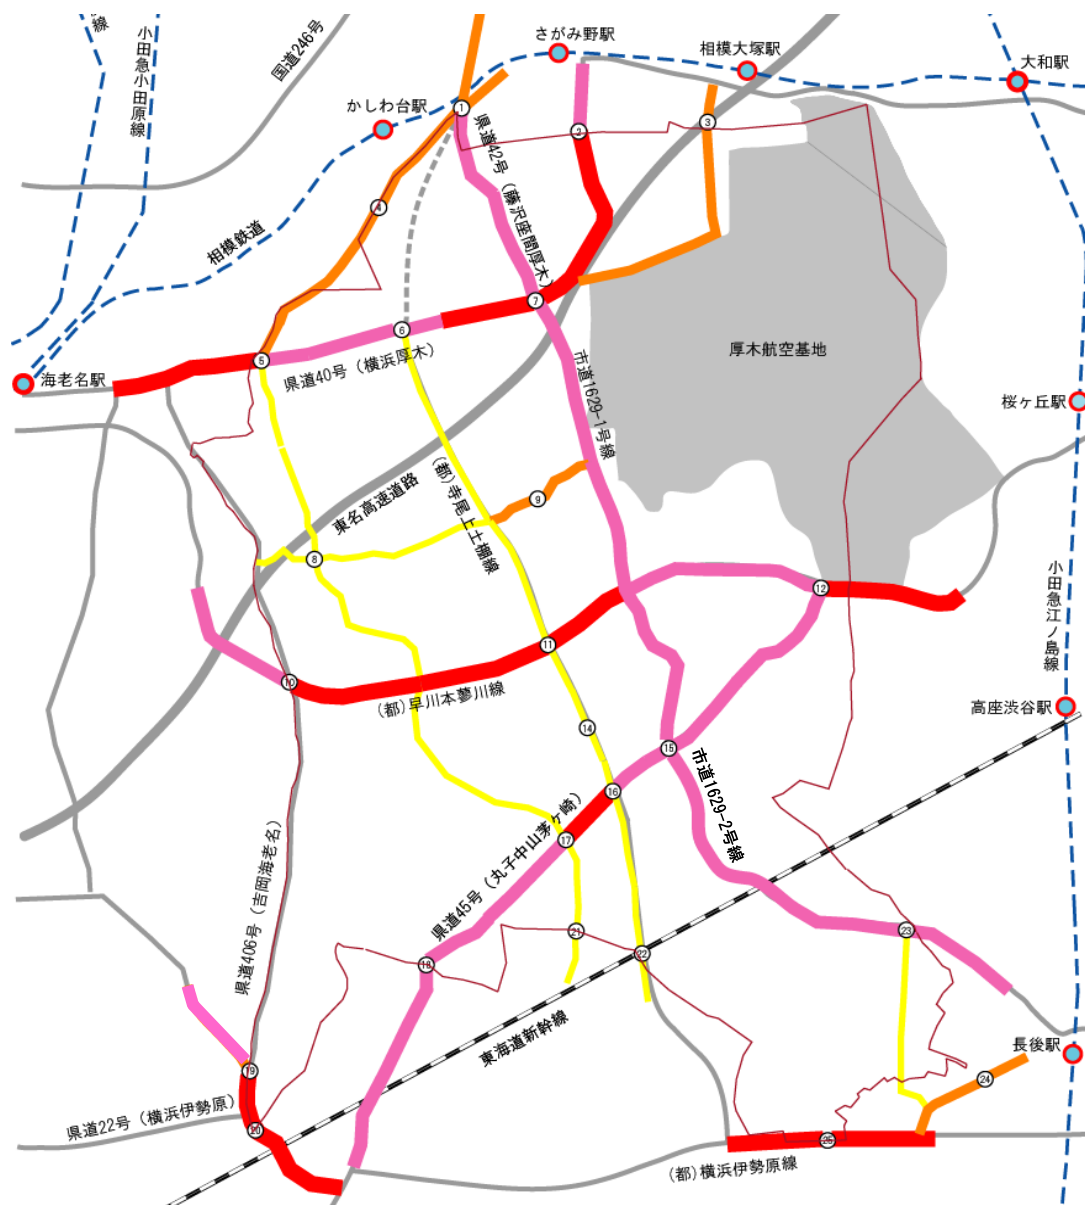 線
小田急小田原線
国道246号
さがみ野駅
相模大塚駅
大和駅
かしわ台駅
1
県道42号（藤沢座間厚木）
2
3
4
相模鉄道
7
6
5
県道40号（横浜厚木）
海老名駅
厚木航空基地
市道1629-1号線
桜ヶ丘駅
(都)寺尾上土棚線
東名高速道路
9
8
小田急江ノ島線
12
11
10
(都)早川本蓼川線
高座渋谷駅
14
15
市道1629-2号線
16
17
県道45号（丸子中山茅ヶ崎）
県道406号（吉岡海老名）
21
22
23
18
東海道新幹線
長後駅
19
24
県道22号（横浜伊勢原）
20
25
(都)横浜伊勢原線